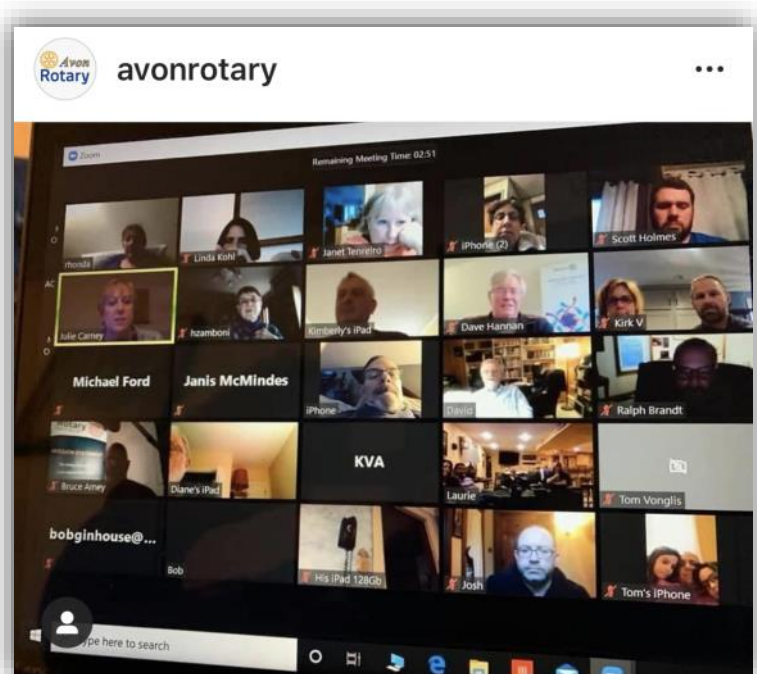 Avon
Rotary
avonrotary
Zoom
Remaining Meeting Time: 02:51
rhonda
Linda Kohl
Janet Tenreiro
iPhone (2)
Scott Holmes
Julie Carney
hzamboni
Kimberly's iPad
Dave Hannan
Kirk V
Michael Ford
Janis McMindes
iPhone
David
Ralph Brandt
Rotary
Bruce Amey
Diane's iPad
KVA
Laurie
Tom Vonglis
bobginhouse@...
Bob
His iPad 128Gb
Josh
Tom's iPhone
ype here to search